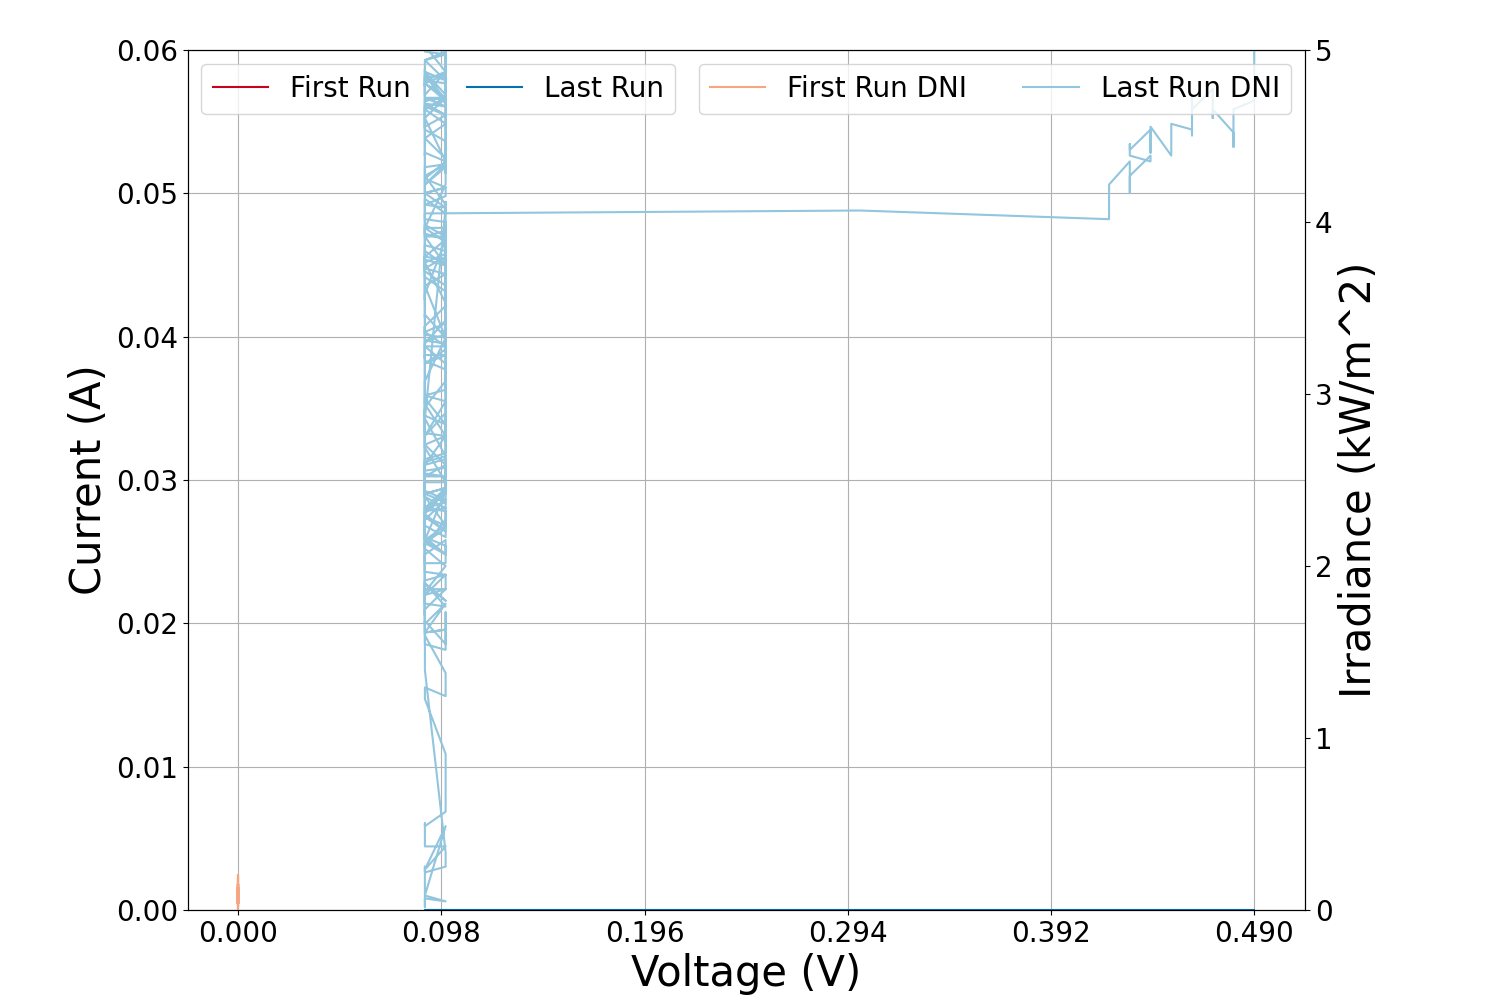 First Run
Last Run
First Run DNI
Last Run DNI
0.06
0.05
0.04
0.03
0.02
0.01
0.00
Current (A)
5
4
3
2
1
0
Irradiance (kW/m^2)
0.000 0.098 0.196 0.294 0.392 0.490
Voltage (V)